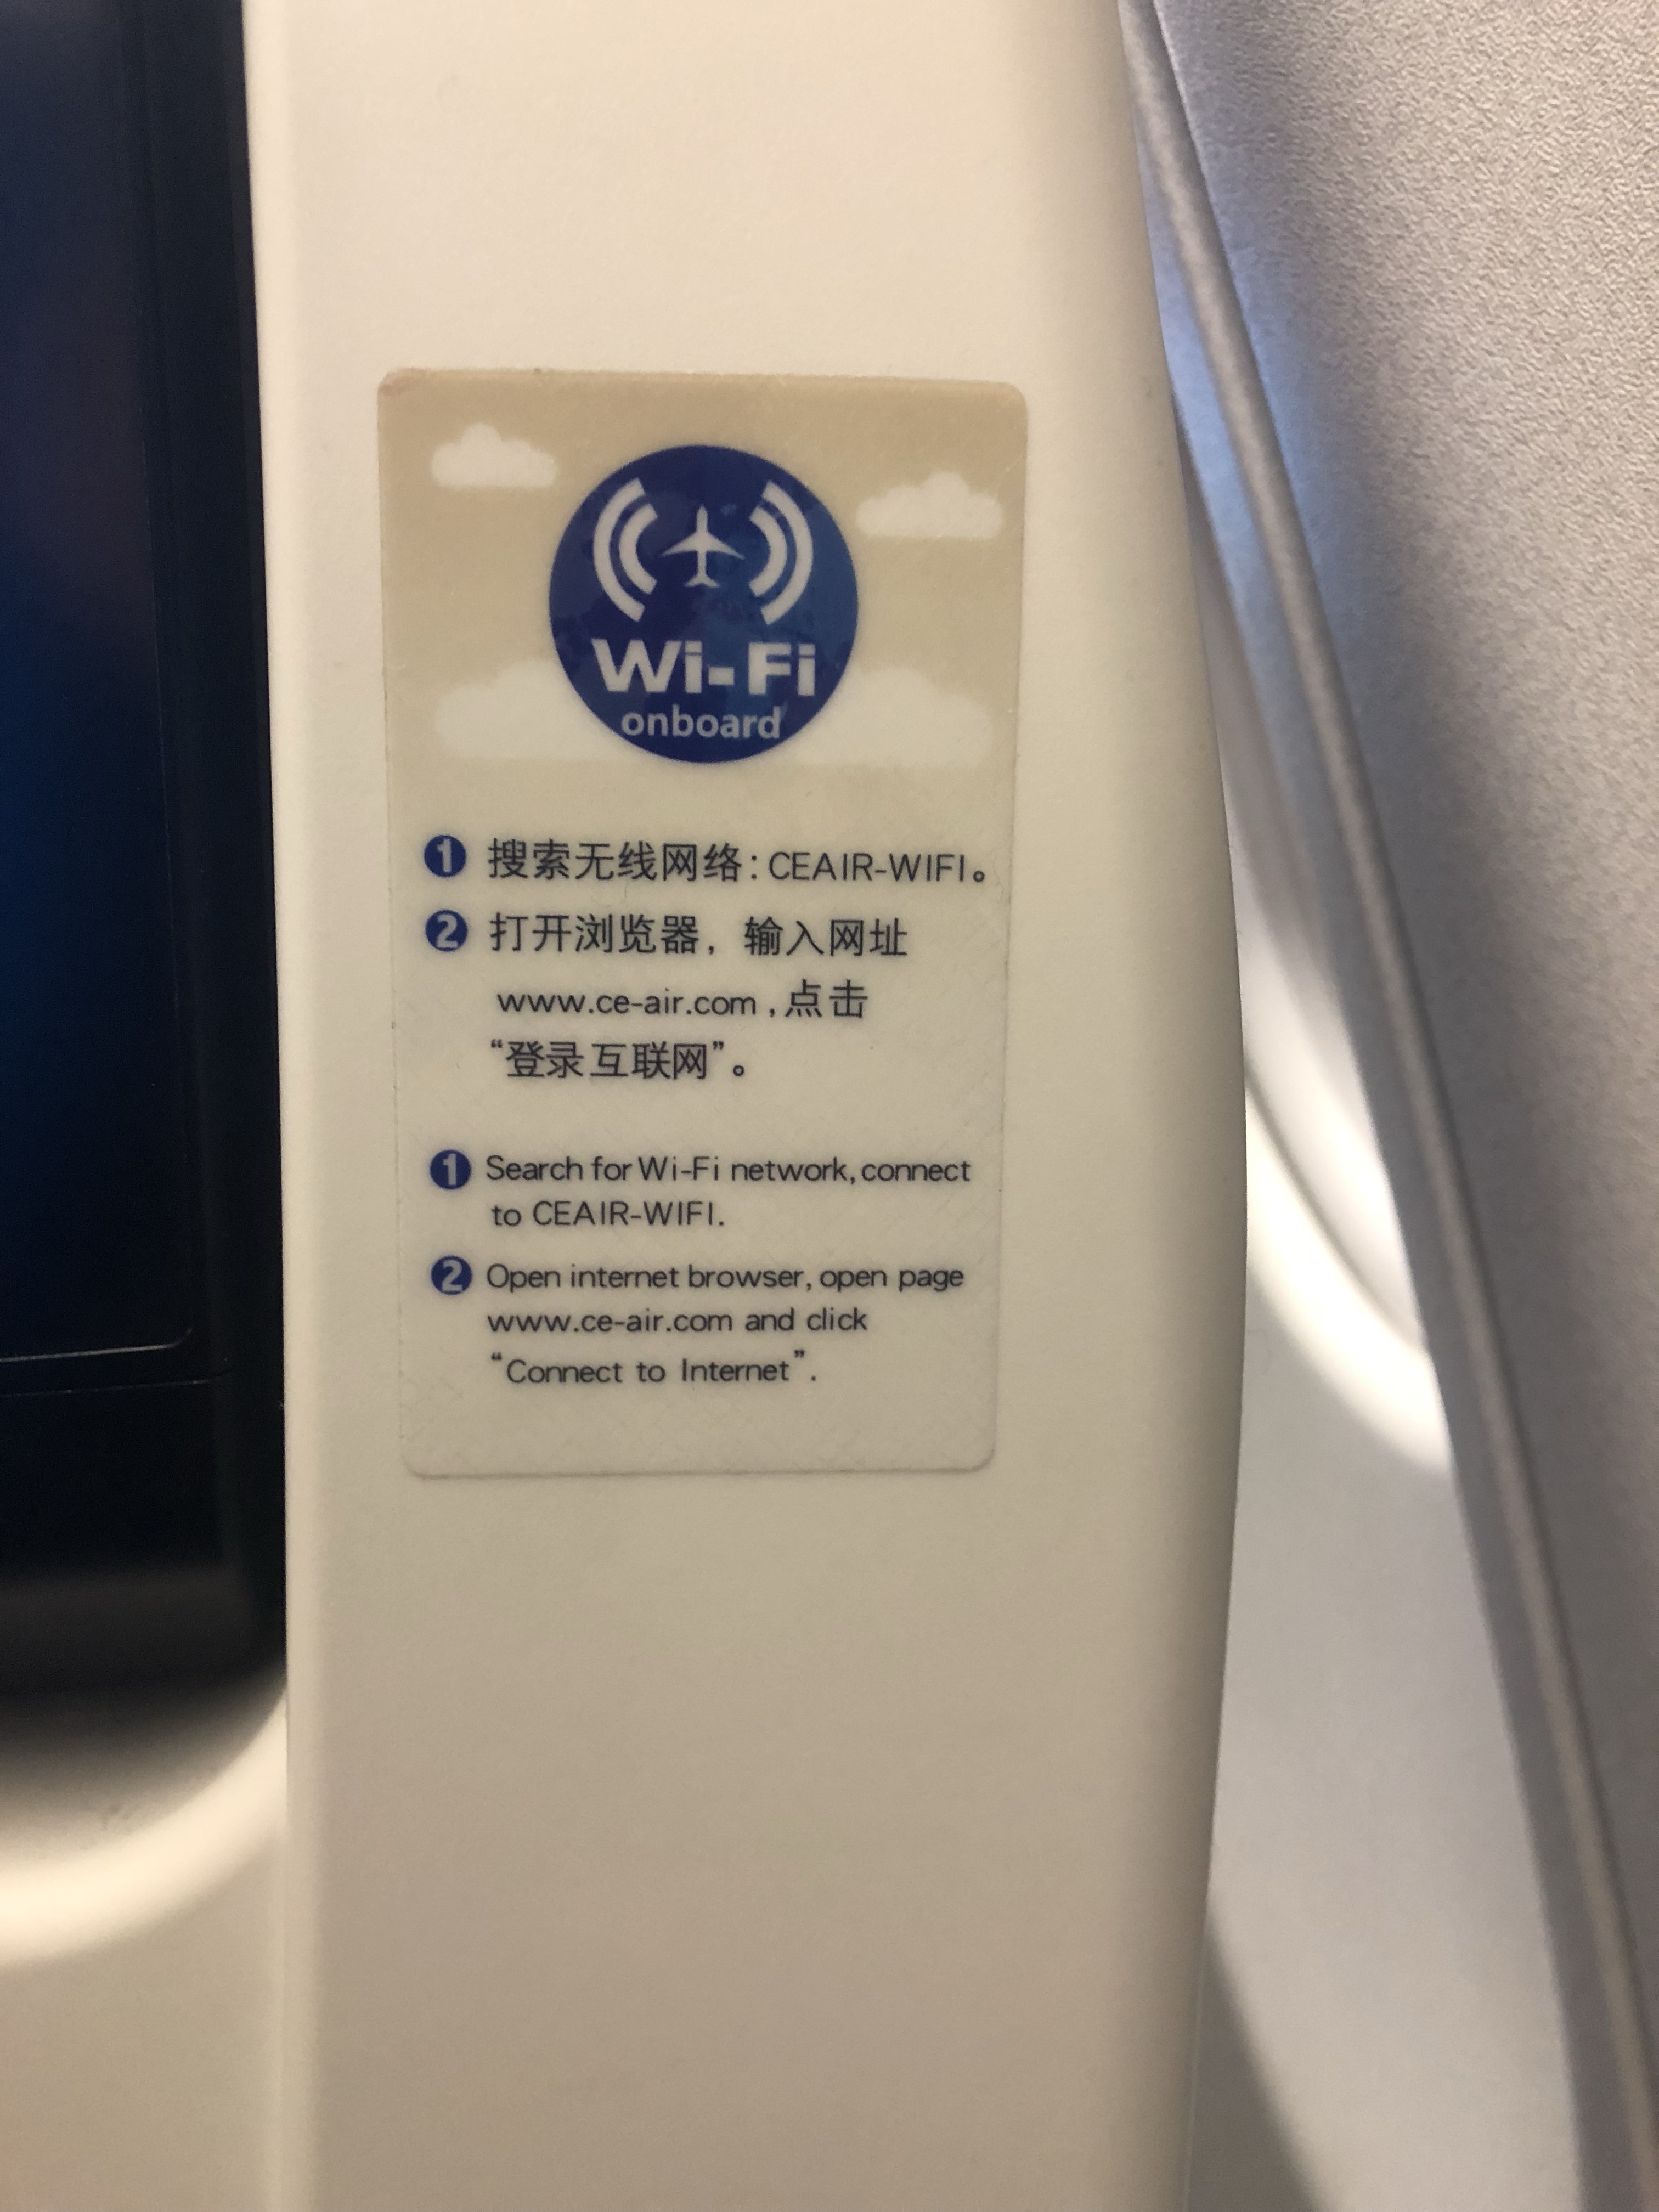 Wi-Fi
onboard
❶ 搜索无线网络：CEAIR-WIFI。
❷ 打开浏览器，输入网址
www.ce-air.com ,点击
“登录互联网”。
❶ Search for Wi-Fi network, connect
to CEAIR-WIFI.
❷ Open internet browser, open page
www.ce-air.com and click
“Connect to Internet”.